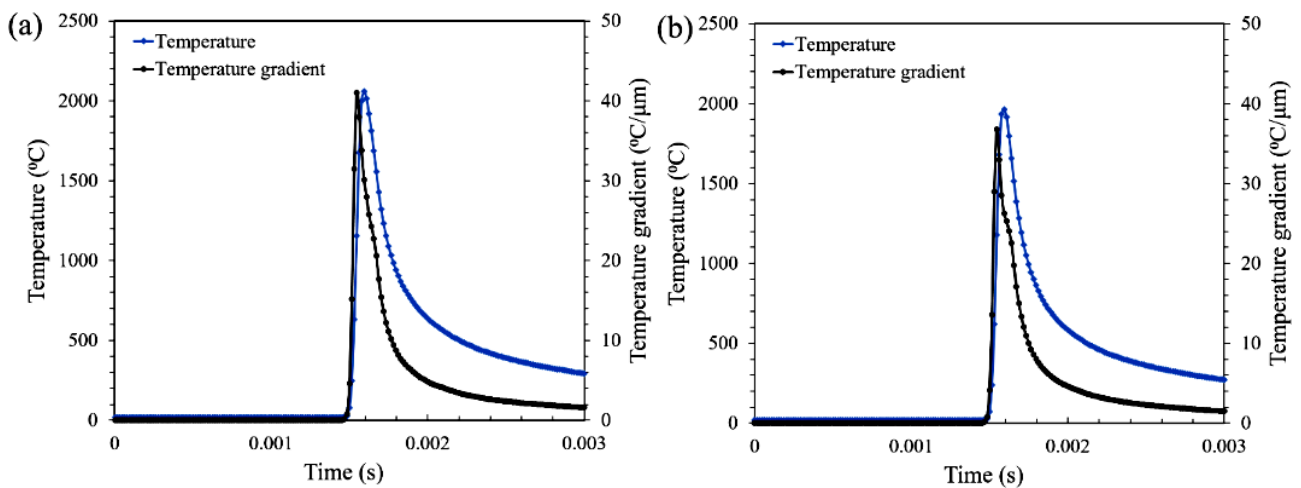 (a)
Temperature
Temperature gradient
2500
2000
1500
1000
500
0
Temperature (ºC)
50
40
30
20
10
0
Temperature gradient (ºC/μm)
0
0.001
0.002
0.003
Time (s)
(b)
Temperature
Temperature gradient
2500
2000
1500
1000
500
0
Temperature (ºC)
50
40
30
20
10
0
Temperature gradient (ºC/μm)
0
0.001
0.002
0.003
Time (s)